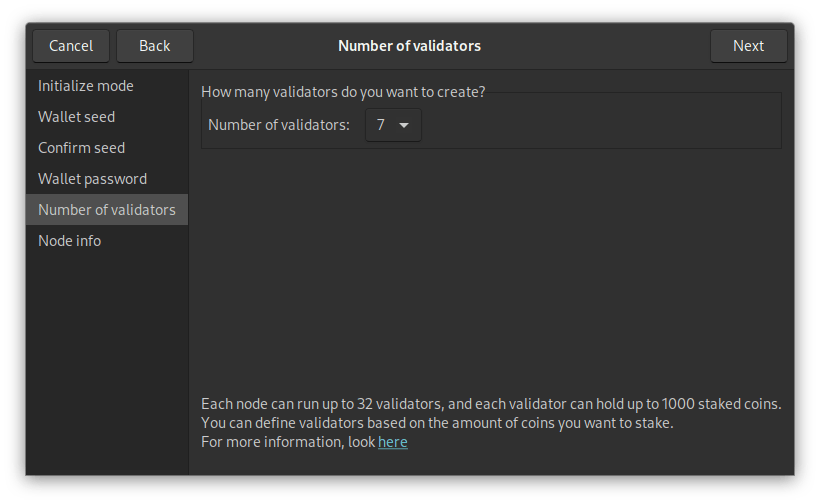 Cancel
Back
Number of validators
Next
Initialize mode
Wallet seed
Confirm seed
Wallet password
Number of validators
Node info
How many validators do you want to create?
Number of validators: 7
Each node can run up to 32 validators, and each validator can hold up to 1000 staked coins.
You can define validators based on the amount of coins you want to stake.
For more information, look here